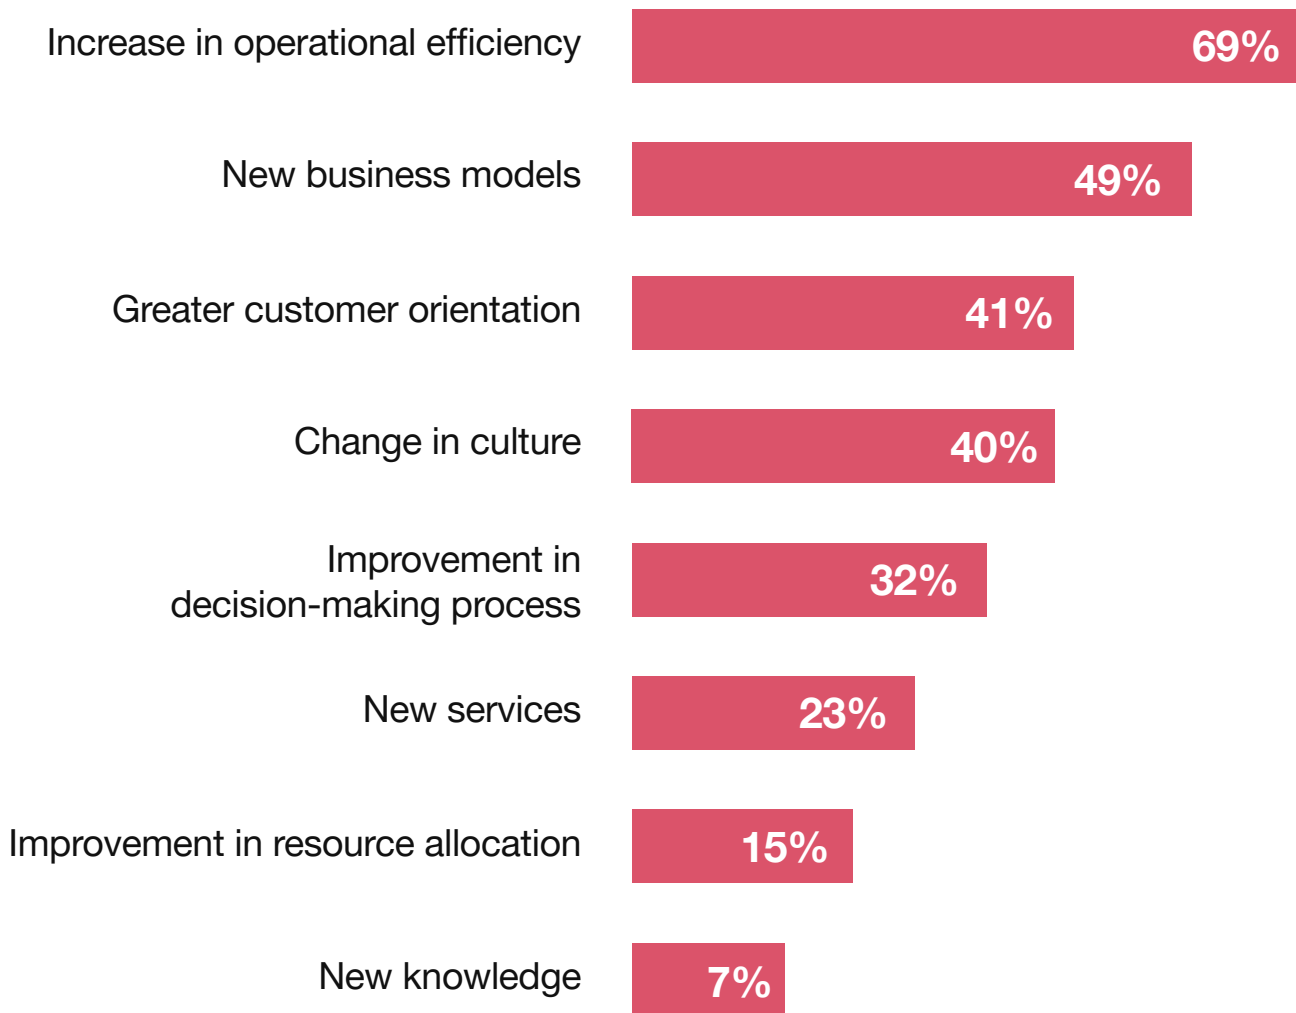 Increase in operational efficiency 69%
New business models 49%
Greater customer orientation 41%
Change in culture 40%
Improvement in
decision-making process 32%
New services 23%
Improvement in resource allocation 15%
New knowledge 7%